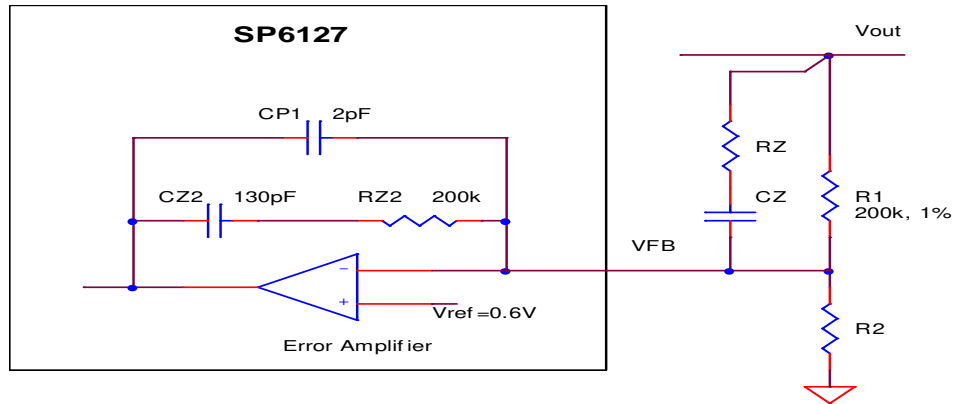 SP6127
Vout
CP1 2pF
RZ
CZ2 130pF RZ2 200k
CZ
R1
200k, 1%
VFB
−
+
Vref=0.6V
R2
Error Amplifier